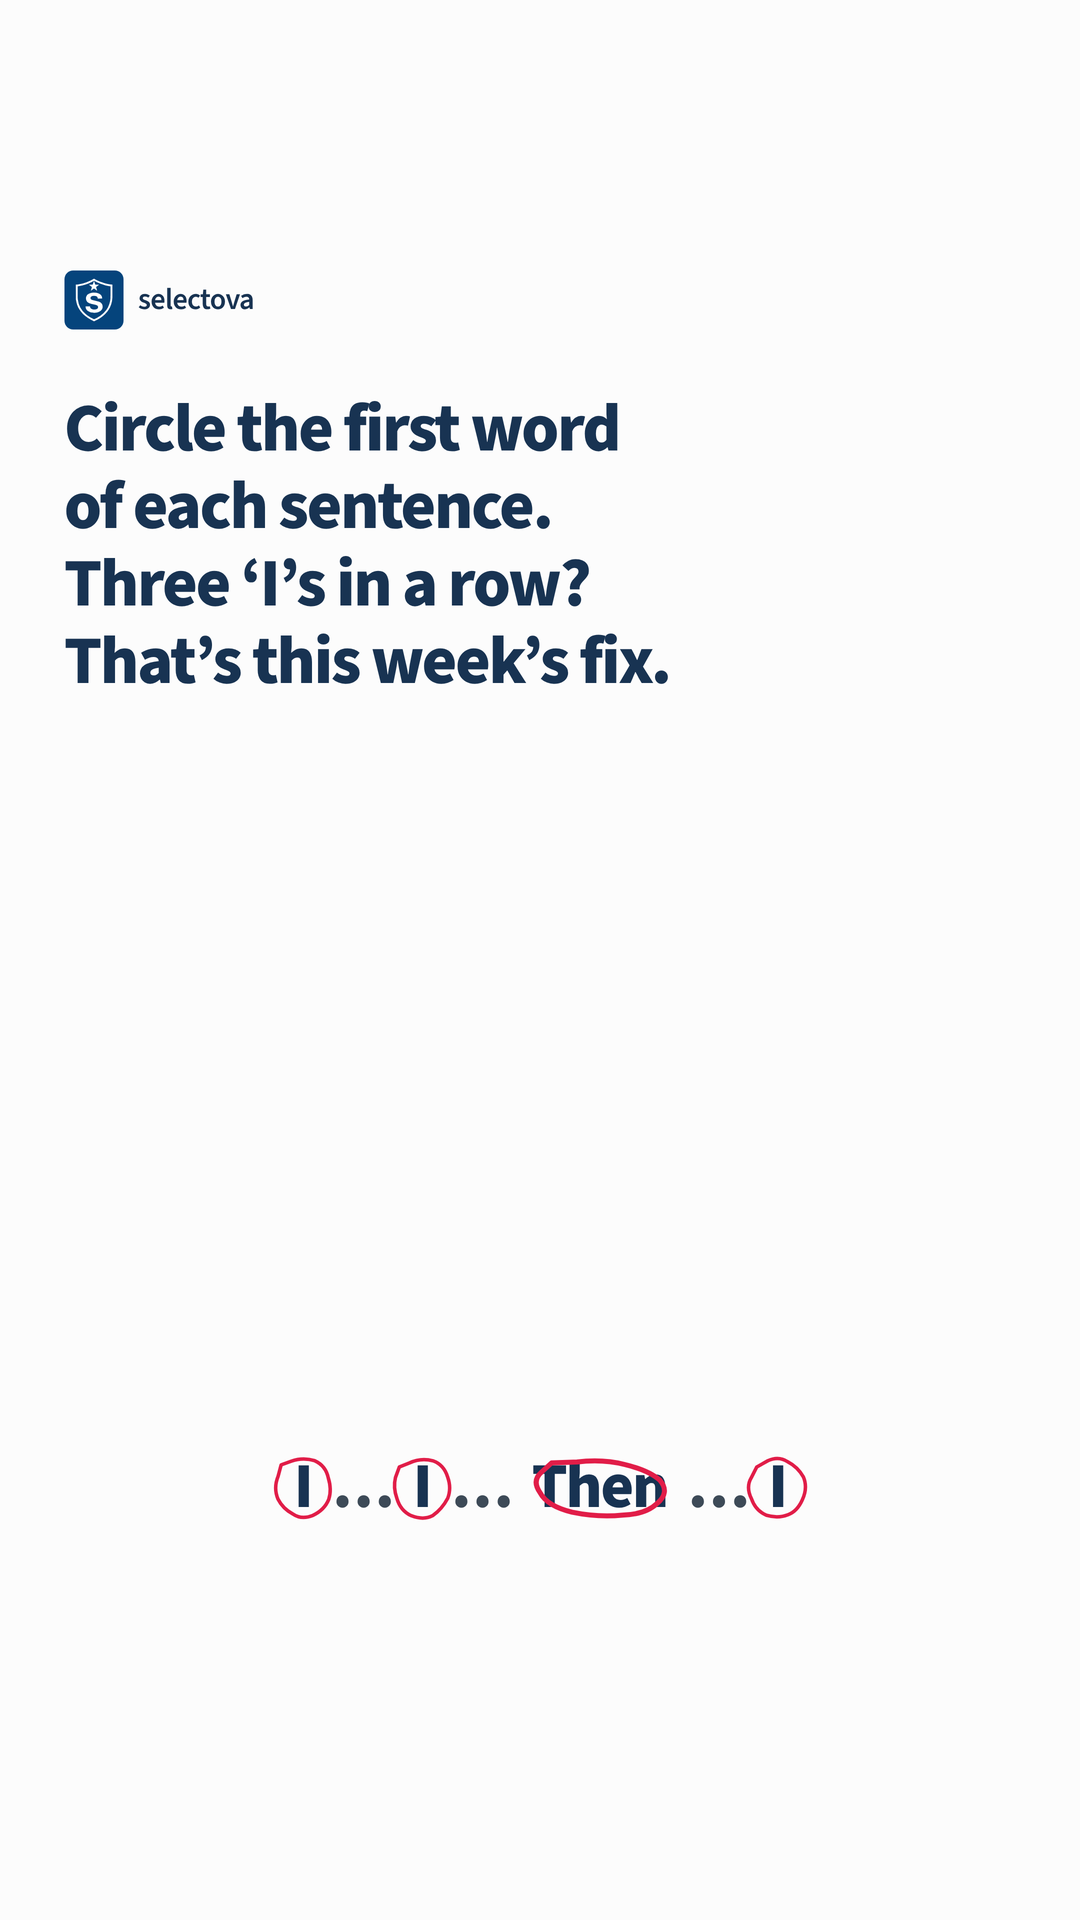 selectova
Circle the first word
of each sentence.
Three ‘I’s in a row?
That’s this week’s fix.
I...I... Then ...I